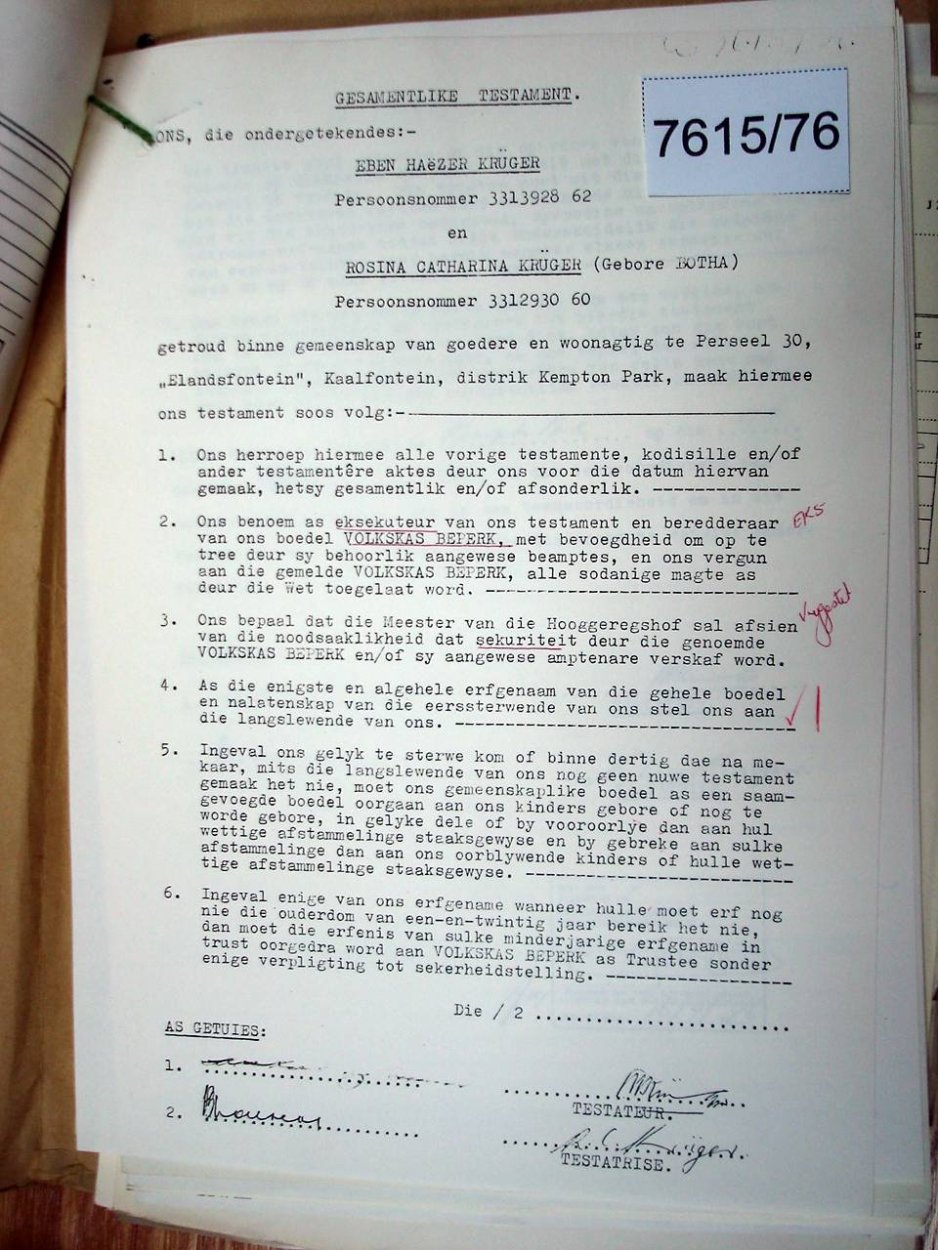 GESAMENTLIKE TESTAMENT.
7615/76
ONS, die ondergetekendes:-
EBEN HAëZER KRÜGER
Persoonsnommer 3313928 62
en
ROSINA CATHARINA KRÜGER (Gebore BOTHA)
Persoonsnommer 3312930 60
getroud binne gemeenskap van goedere en woonagtig te Perseel 30,
„Elandsfontein", Kaalfontein, distrik Kempton Park, maak hiermee
ons testament soos volg:-
1. Ons herroep hiermee alle vorige testamente, kodisille en/of
ander testamentêre aktes deur ons voor die datum hiervan
gemaak, hetsy gesamentlik en/of afsonderlik.
2. Ons benoem as eksekuteur van ons testament en beredderaar EKS
van ons boedel VOLKSKAS BEPERK, met bevoegdheid om op te
tree deur sy behoorlik aangewese beamptes, en ons vergun
aan die gemelde VOLKSKAS BEPERK, alle sodanige magte as
deur die Wet toegelaat word.
3. Ons bepaal dat die Meester van die Hooggeregshof sal afsien Vrygestel
van die noodsaaklikheid dat sekuriteit deur die genoemde
VOLKSKAS BEPERK en/of sy aangewese amptenare verskaf word.
4. As die enigste en algehele erfgenaam van die gehele boedel
en nalatenskap van die eerssterwende van ons stel ons aan
die langslewende van ons.
5. Ingeval ons gelyk te sterwe kom of binne dertig dae na me-
kaar, mits die langslewende van ons nog geen nuwe testament
gemaak het nie, moet ons gemeenskaplike boedel as een saam-
gevoegde boedel oorgaan aan ons kinders gebore of nog te
worde gebore, in gelyke dele of by vooroorlye dan aan hul
wettige afstammelinge staaksgewyse en by gebreke aan sulke
afstammelinge dan aan ons oorblywende kinders of hulle wet-
tige afstammelinge staaksgewyse.
6. Ingeval enige van ons erfgename wanneer hulle moet erf nog
nie die ouderdom van een-en-twintig jaar bereik het nie,
dan moet die erfenis van sulke minderjarige erfgename in
trust oorgedra word aan VOLKSKAS BEPERK as Trustee sonder
enige verpligting tot sekerheidstelling.
Die / 2 ..............................
AS GETUIES:
1.
TESTATEUR.
2.
R.C. Krüger.
TESTATRISE.